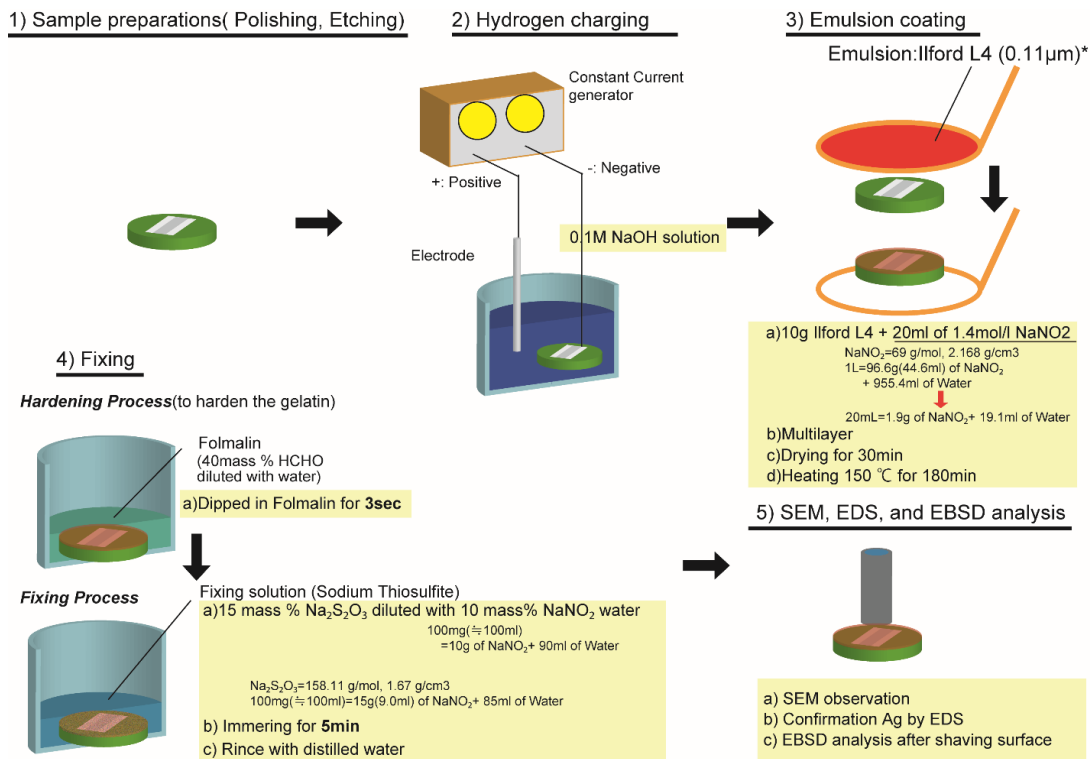 1) Sample preparations( Polishing, Etching)
2) Hydrogen charging
Constant Current
generator
+: Positive
-: Negative
0.1M NaOH solution
Electrode
3) Emulsion coating
Emulsion:Ilford L4 (0.11μm)*
a)10g Ilford L4 + 20ml of 1.4mol/l NaNO2
NaNO₂=69 g/mol, 2.168 g/cm3
1L=96.6g(44.6ml) of NaNO₂
+ 955.4ml of Water
20mL=1.9g of NaNO₂+ 19.1ml of Water
b)Multilayer
c)Drying for 30min
d)Heating 150 ℃ for 180min
4) Fixing
Hardening Process(to harden the gelatin)
Folmalin
(40mass % HCHO
diluted with water)
a)Dipped in Folmalin for 3sec
Fixing Process
Fixing solution (Sodium Thiosulfite)
a)15 mass % Na₂S₂O₃ diluted with 10 mass% NaNO₂ water
100mg(≒100ml)
=10g of NaNO₂+ 90ml of Water
Na₂S₂O₃=158.11 g/mol, 1.67 g/cm3
100mg(≒100ml)=15g(9.0ml) of NaNO₂+ 85ml of Water
b) Immering for 5min
c) Rince with distilled water
5) SEM, EDS, and EBSD analysis
a) SEM observation
b) Confirmation Ag by EDS
c) EBSD analysis after shaving surface